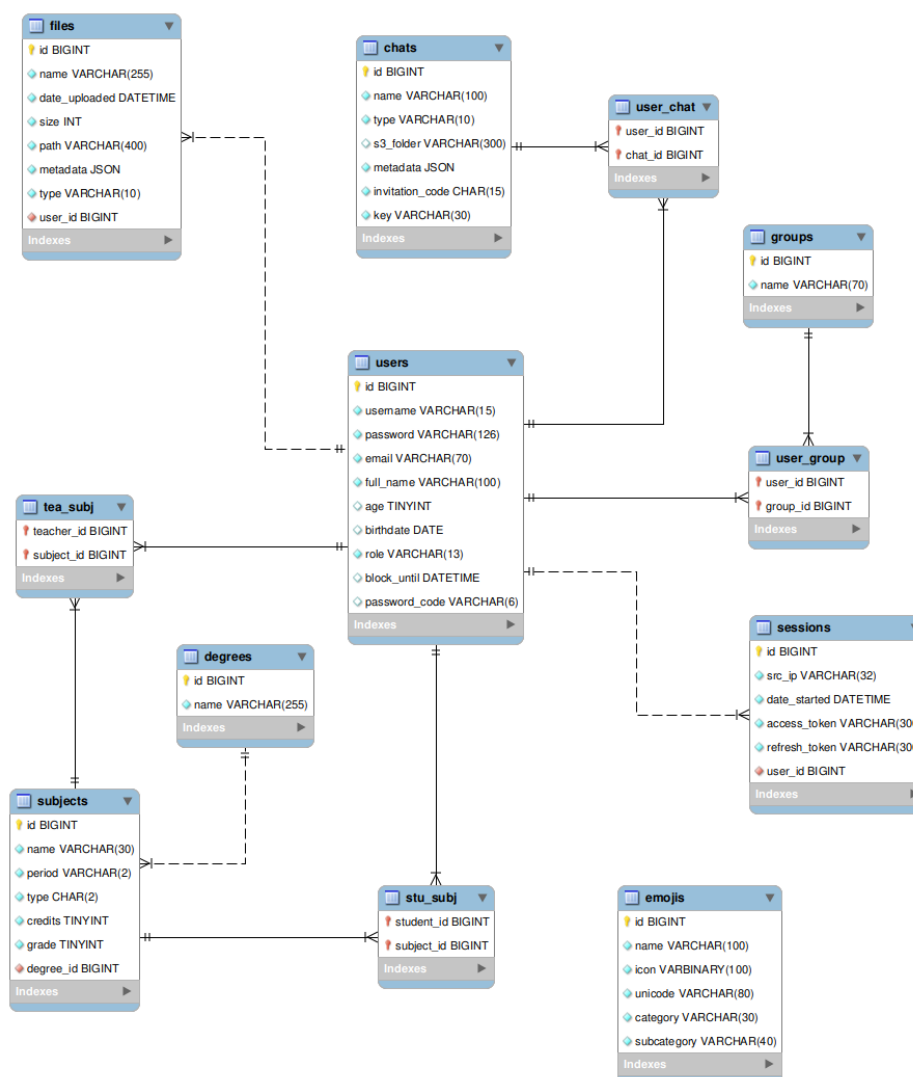 files
id BIGINT
name VARCHAR(255)
date_uploaded DATETIME
size INT
path VARCHAR(400)
metadata JSON
type VARCHAR(10)
user_id BIGINT
Indexes
chats
id BIGINT
name VARCHAR(100)
type VARCHAR(10)
s3_folder VARCHAR(300)
metadata JSON
invitation_code CHAR(15)
key VARCHAR(30)
Indexes
user_chat
user_id BIGINT
chat_id BIGINT
Indexes
groups
id BIGINT
name VARCHAR(70)
Indexes
users
id BIGINT
username VARCHAR(15)
password VARCHAR(126)
email VARCHAR(70)
full_name VARCHAR(100)
age TINYINT
birthdate DATE
role VARCHAR(13)
block_until DATETIME
password_code VARCHAR(6)
Indexes
user_group
user_id BIGINT
group_id BIGINT
Indexes
tea_subj
teacher_id BIGINT
subject_id BIGINT
Indexes
degrees
id BIGINT
name VARCHAR(255)
Indexes
sessions
id BIGINT
src_ip VARCHAR(32)
date_started DATETIME
access_token
refresh_token
user_id BIGINT
Indexes
subjects
id BIGINT
name VARCHAR(30)
period VARCHAR(2)
type CHAR(2)
credits TINYINT
grade TINYINT
degree_id BIGINT
Indexes
stu_subj
student_id BIGINT
subject_id BIGINT
Indexes
emojis
id BIGINT
name VARCHAR(100)
icon VARBINARY(100)
unicode VARCHAR(80)
category VARCHAR(30)
subcategory VARCHAR(40)
Indexes